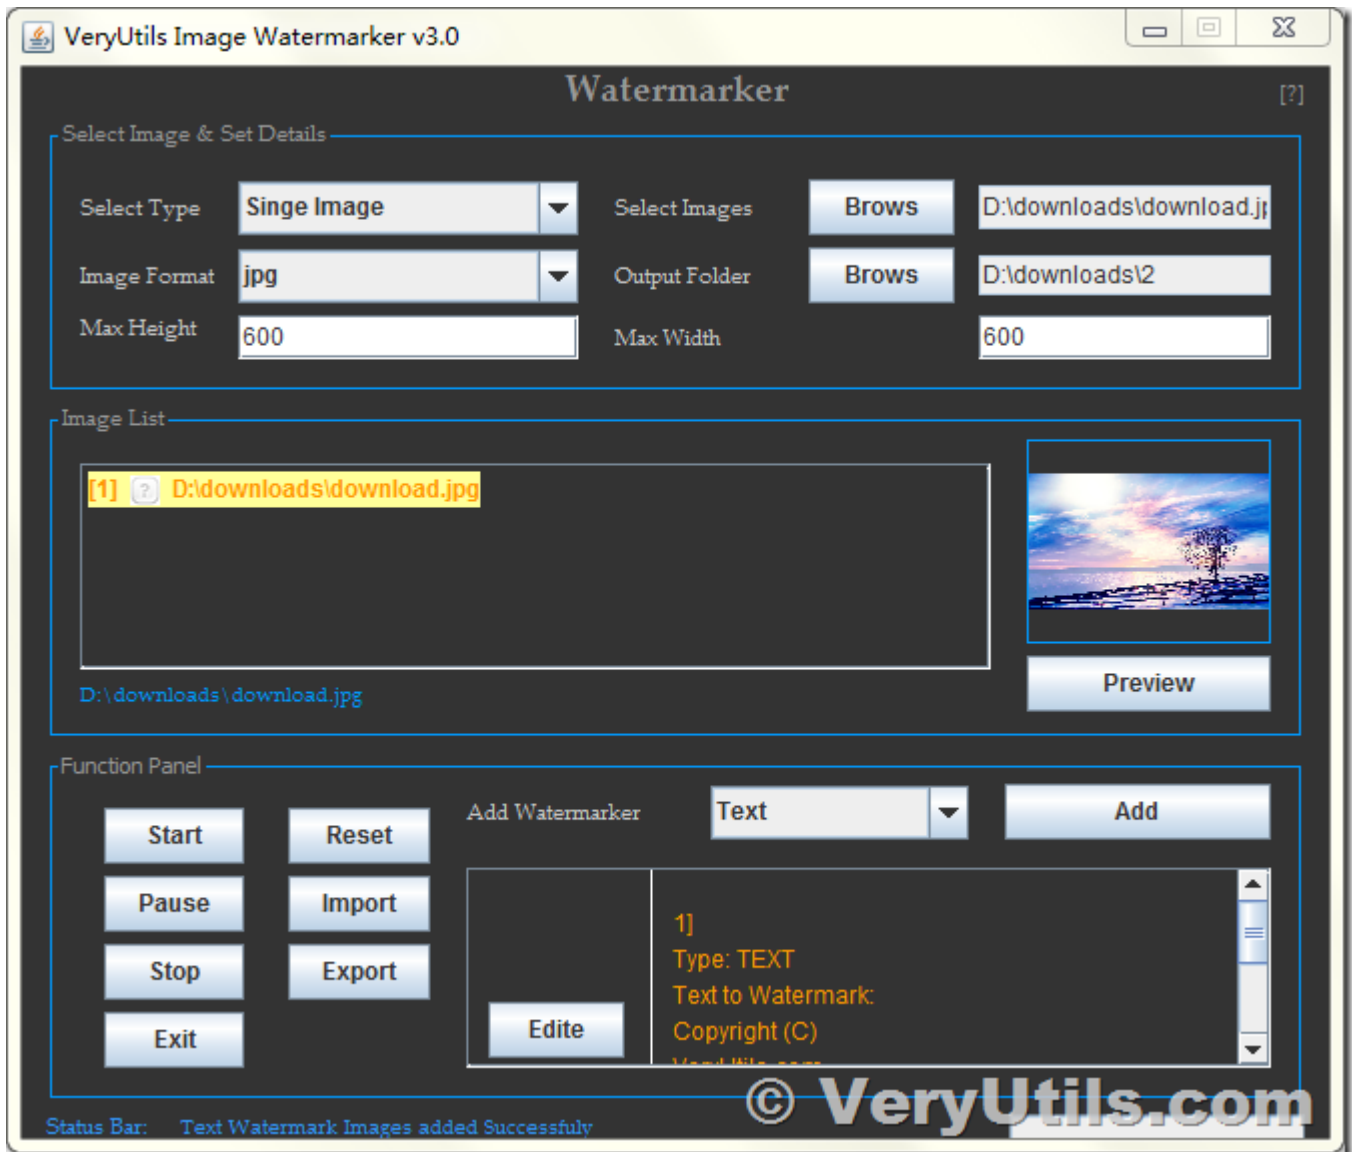 VeryUtils Image Watermarker v3.0
Watermarker
[?]
Select Image & Set Details
Select Type
Singe Image
Select Images
Brows
D:\downloads\download.jp
Image Format
jpg
Output Folder
Brows
D:\downloads\2
Max Height
600
Max Width
600
Image List
[1] ? D:\downloads\download.jpg
Preview
D:\downloads\download.jpg
Function Panel
Add Watermarker
Text
Add
Start
Reset
Pause
Import
Stop
Export
Exit
Edite
1]
Type: TEXT
Text to Watermark:
Copyright (C)
VeryUtils.com
© VeryUtils.com
Status Bar: Text Watermark Images added Successfuly